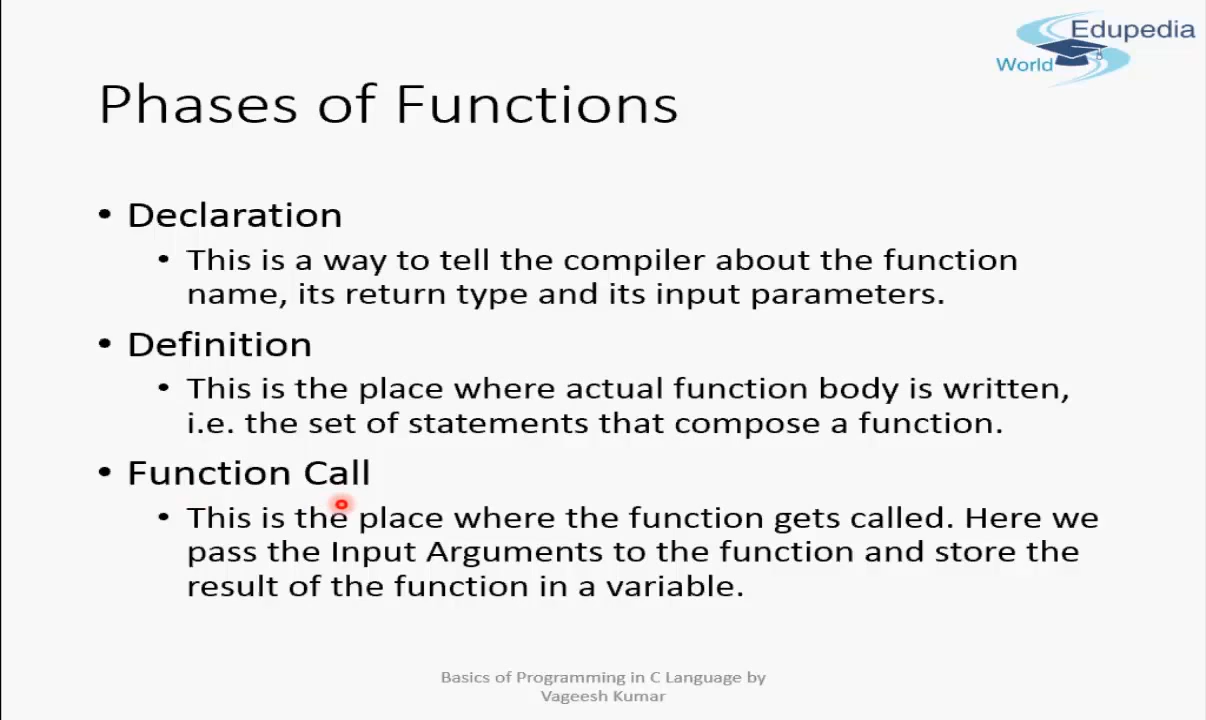 Edupedia
World
Phases of Functions
• Declaration
• This is a way to tell the compiler about the function
name, its return type and its input parameters.
• Definition
• This is the place where actual function body is written,
i.e. the set of statements that compose a function.
• Function Call
• This is the place where the function gets called. Here we
pass the Input Arguments to the function and store the
result of the function in a variable.
Basics of Programming in C Language by
Vageesh Kumar